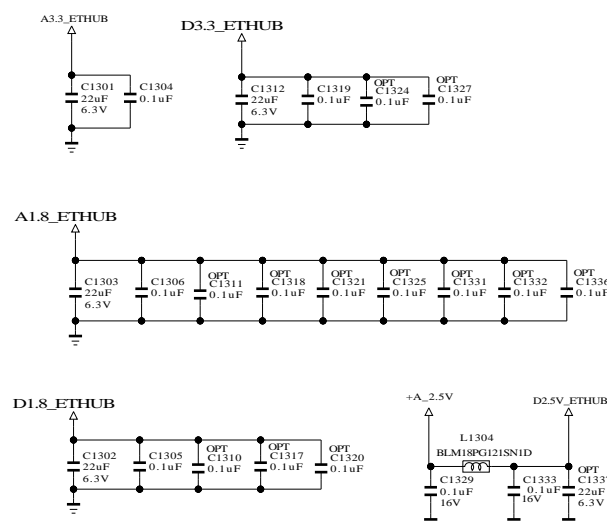 A3.3_ETHUB
C1301
22uF
6.3V
C1304
0.1uF
D3.3_ETHUB
C1312
22uF
6.3V
C1319
0.1uF
OPT
C1324
0.1uF
OPT
C1327
0.1uF
A1.8_ETHUB
C1303
22uF
6.3V
C1306
0.1uF
OPT
C1311
0.1uF
OPT
C1318
0.1uF
OPT
C1321
0.1uF
OPT
C1325
0.1uF
OPT
C1331
0.1uF
OPT
C1332
0.1uF
OPT
C1336
0.1uF
D1.8_ETHUB
C1302
22uF
6.3V
C1305
0.1uF
OPT
C1310
0.1uF
OPT
C1317
0.1uF
OPT
C1320
0.1uF
+A_2.5V
D2.5V_ETHUB
L1304
BLM18PG121SN1D
C1329
0.1uF
16V
C1333
0.1uF
16V
OPT
22uF
6.3V